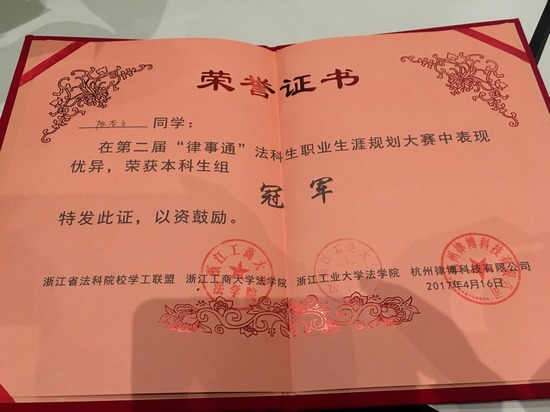 荣誉证书
同学：
在第二届“律事通”法科生职业生涯规划大赛中表现
优异，荣获本科生组
冠军
特发此证，以资鼓励。
浙江省法科院校学工联盟 浙江工商大学法学院 浙江工业大学法学院 杭州律博科技有限公司
2017年4月16日